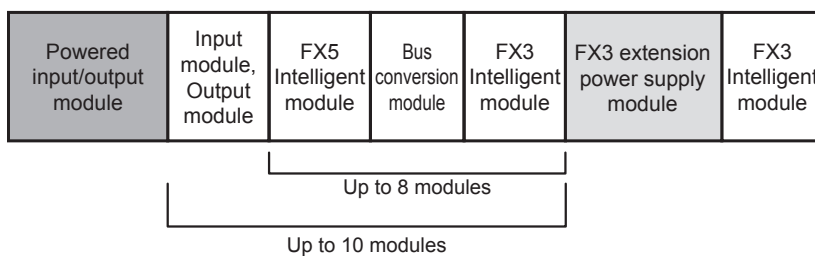 Powered
input/output
module
Input
module,
Output
module
FX5
Intelligent
module
Bus
conversion
module
FX3
Intelligent
module
FX3 extension
power supply
module
FX3
Intelligent
module
Up to 8 modules
Up to 10 modules